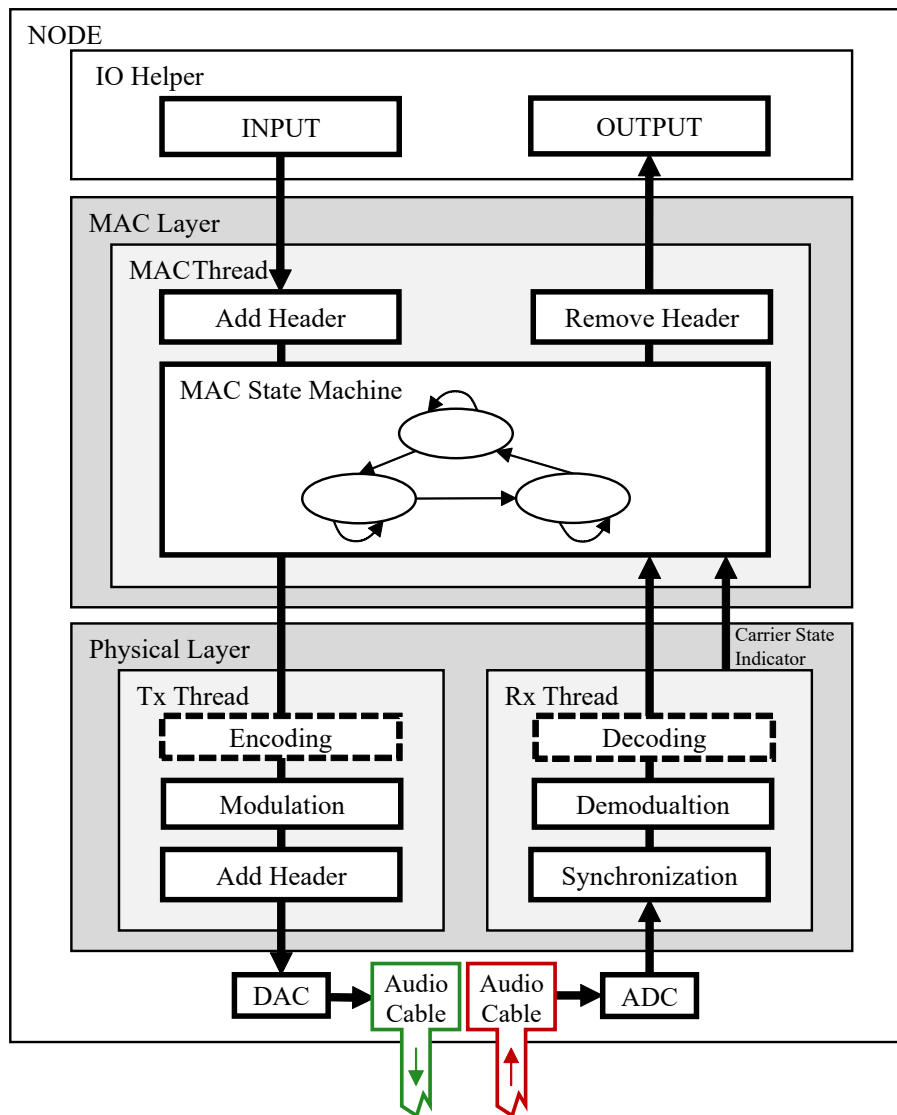 NODE
IO Helper
INPUT
OUTPUT
MAC Layer
MACThread
Add Header
Remove Header
MAC State Machine
Carrier State
Indicator
Physical Layer
Tx Thread
Rx Thread
Encoding
Decoding
Modulation
Demodualtion
Add Header
Synchronization
DAC
Audio
Cable
Audio
Cable
ADC